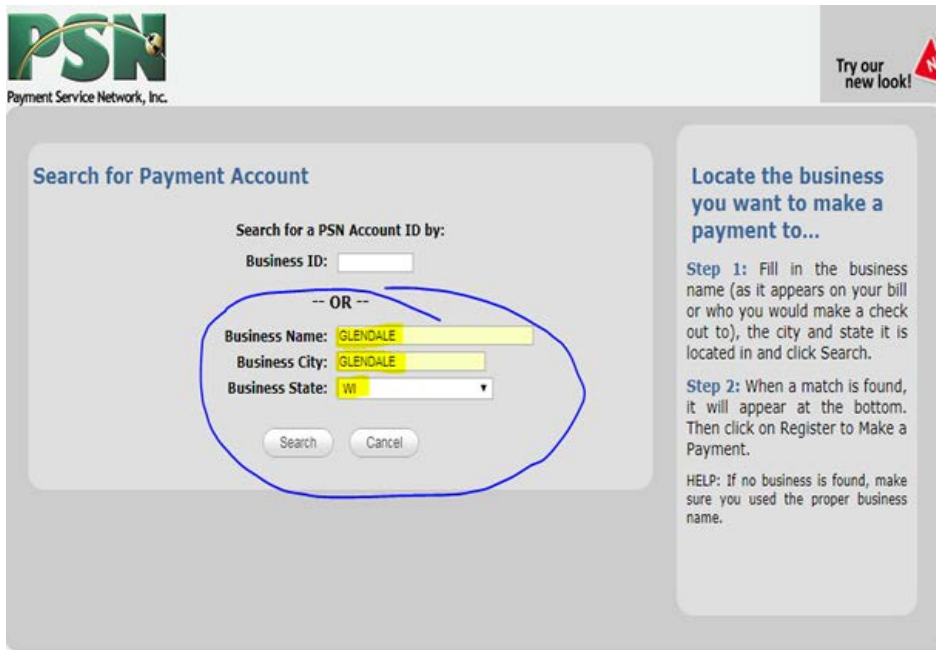 PSN
Payment Service Network, Inc.
Try our
new look!
Search for Payment Account
Search for a PSN Account ID by:
Business ID:
-- OR --
Business Name: GLENDALE
Business City: GLENDALE
Business State: WI
Search Cancel
Locate the business
you want to make a
payment to...
Step 1: Fill in the business
name (as it appears on your bill
or who you would make a check
out to), the city and state it is
located in and click Search.
Step 2: When a match is found,
it will appear at the bottom.
Then click on Register to Make a
Payment.
HELP: If no business is found, make
sure you used the proper business
name.